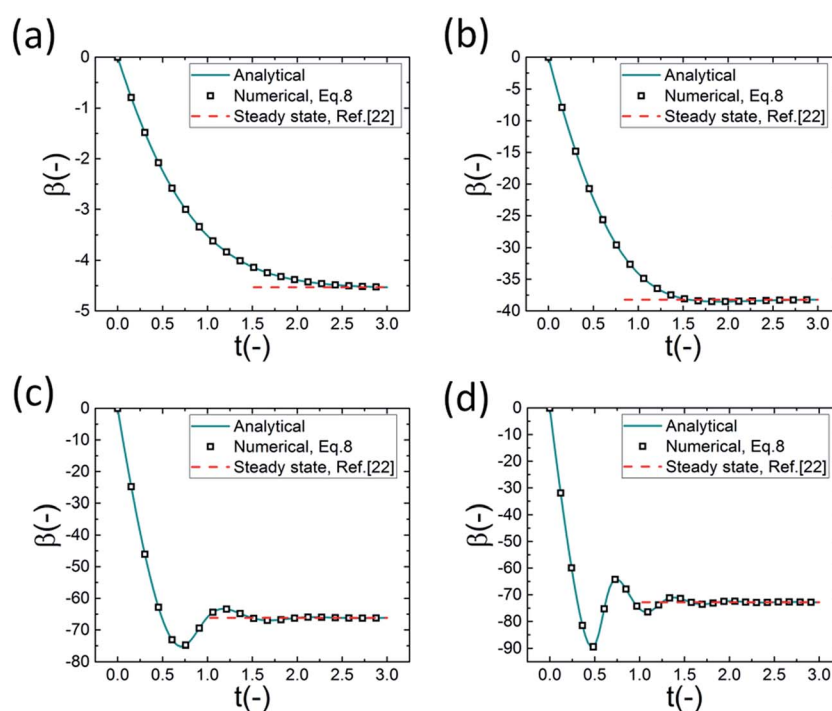 (a)
0
-1
-2
-3
-4
-5
β(-)
Analytical
Numerical, Eq.8
Steady state, Ref.[22]
0.0 0.5 1.0 1.5 2.0 2.5 3.0
t(-)
(b)
0
-5
-10
-15
-20
-25
-30
-35
-40
β(-)
Analytical
Numerical, Eq.8
Steady state, Ref.[22]
0.0 0.5 1.0 1.5 2.0 2.5 3.0
t(-)
(c)
0
-10
-20
-30
-40
-50
-60
-70
-80
β(-)
Analytical
Numerical, Eq.8
Steady state, Ref.[22]
0.0 0.5 1.0 1.5 2.0 2.5 3.0
t(-)
(d)
0
-10
-20
-30
-40
-50
-60
-70
-80
-90
β(-)
Analytical
Numerical, Eq.8
Steady state, Ref.[22]
0.0 0.5 1.0 1.5 2.0 2.5 3.0
t(-)